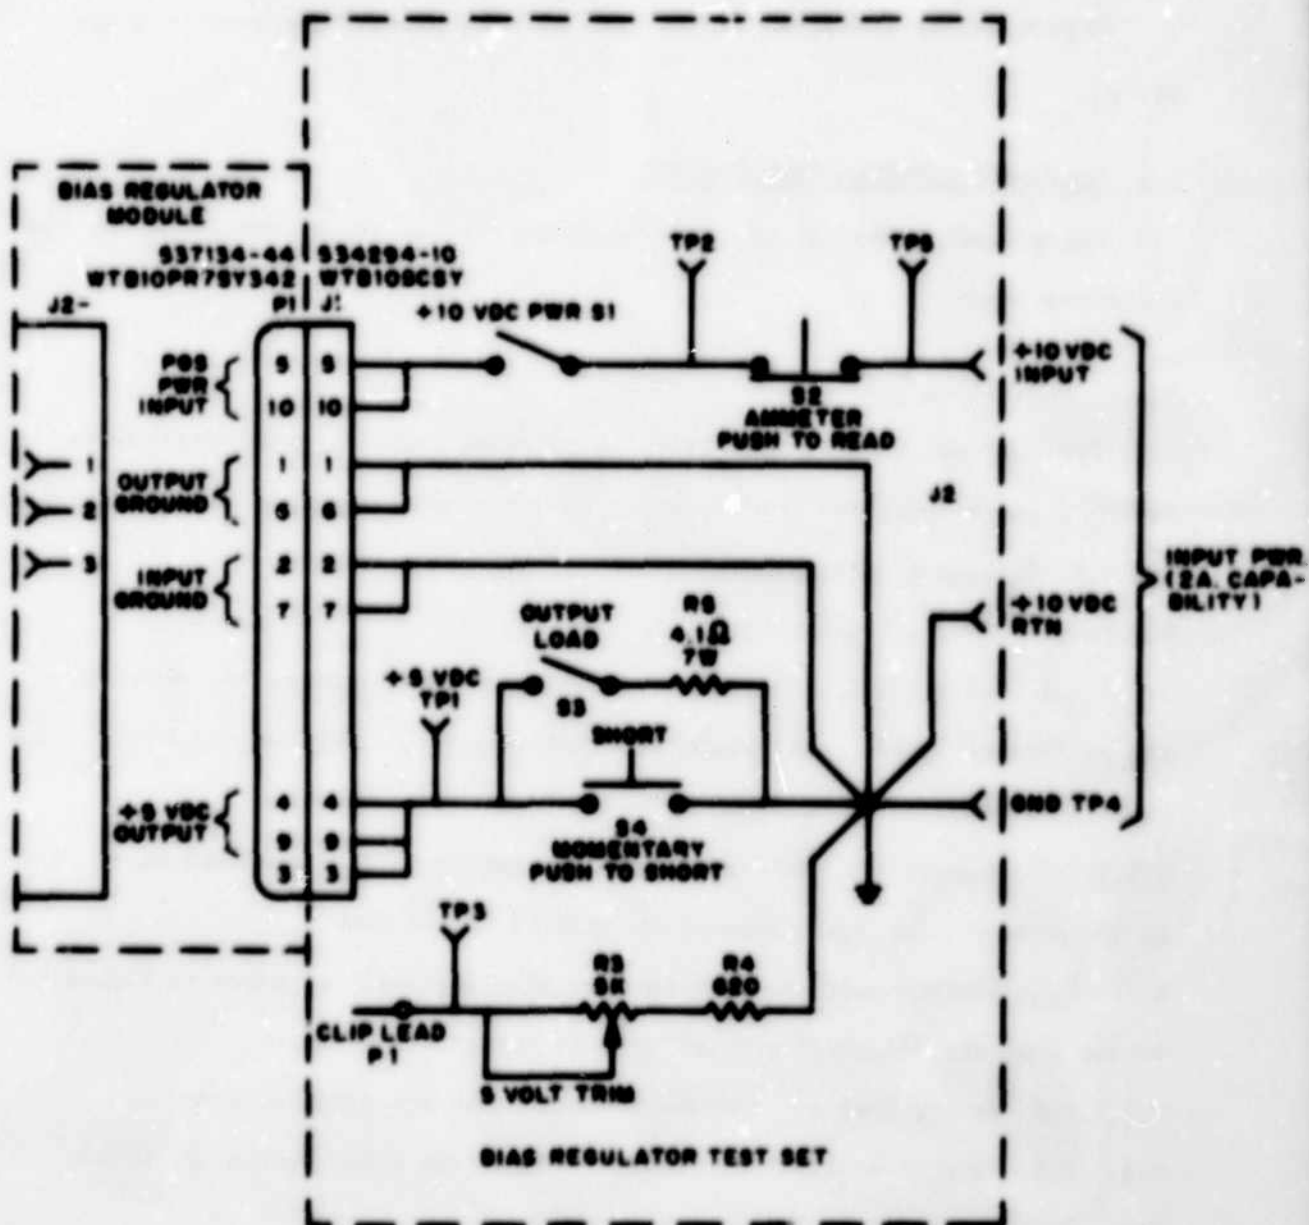 BIAS REGULATOR
MODULE
537134-44
534294-10
WTB10PR7SY342
J2-
P1
+10 VDC PWR S1
TP2
TP5
POS
PWR
INPUT
5
5
10
10
+10 VDC
INPUT
S2
AMMETER
PUSH TO READ
1
2
3
OUTPUT
GROUND
1
1
6
6
J2
INPUT
GROUND
2
2
7
7
INPUT PWR
(2A. CAPA-
BILITY)
+10 VDC
RTN
OUTPUT
LOAD
4.1Ω
7W
S3
+5 VDC
TP1
SHORT
+5 VDC
OUTPUT
4
4
9
9
3
3
S4
MOMENTARY
PUSH TO SHORT
GND TP4
TP3
R3
5K
R4
620
CLIP LEAD
P1
5 VOLT TRIM
BIAS REGULATOR TEST SET